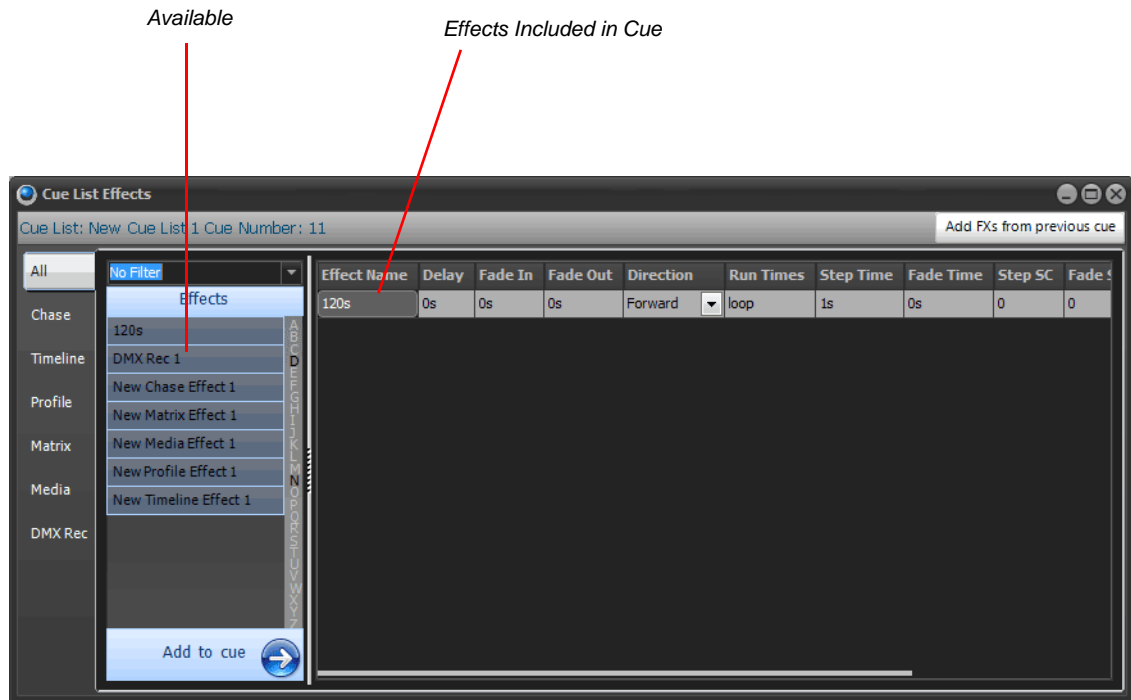 Available
Effects Included in Cue
Cue List Effects
Cue List: New Cue List 1 Cue Number: 11
Add FXs from previous cue
All
Chase
Timeline
Profile
Matrix
Media
DMX Rec
No Filter
Effects
120s
DMX Rec 1
New Chase Effect 1
New Matrix Effect 1
New Media Effect 1
New Profile Effect 1
New Timeline Effect 1
A
B
C
D
E
F
G
H
I
J
K
L
M
N
O
P
Q
R
S
T
U
V
W
X
Y
Z
Add to cue
Effect Name Delay Fade In Fade Out Direction Run Times Step Time Fade Time Step SC Fade
120s 0s 0s 0s Forward loop 1s 0s 0 0